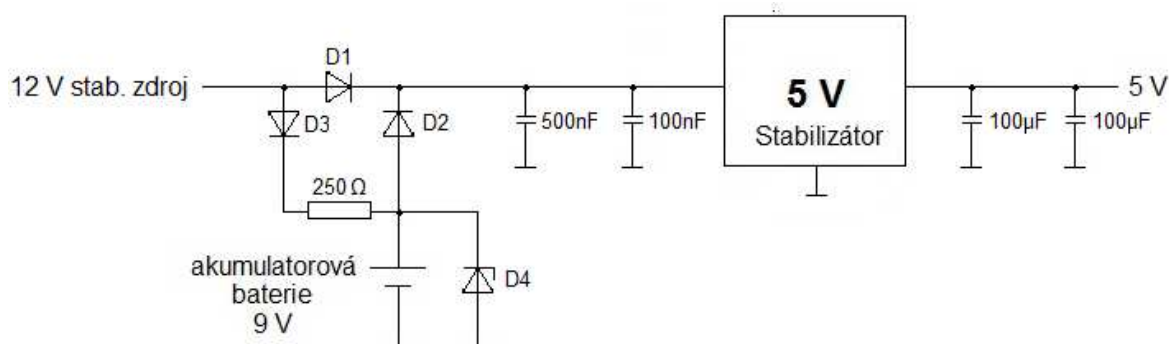 12 V stab. zdroj
D1
D3
D2
500nF
100nF
5 V
Stabilizátor
5 V
100µF
100µF
250 Ω
akumulatorová
baterie
9 V
D4